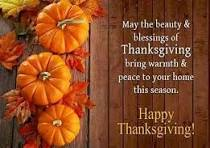 May the beauty &
blessings of
Thanksgiving
bring warmth &
peace to your home
this season.
Happy
Thanksgiving!